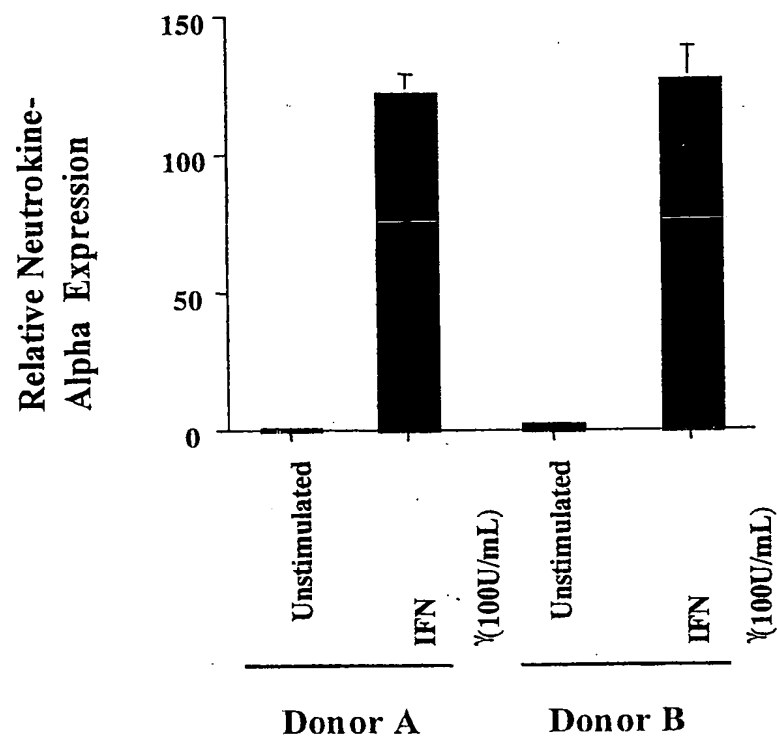 Relative Neutrokine-
Alpha Expression
150
100
50
0
Unstimulated
IFN
γ(100U/mL)
Unstimulated
IFN
γ(100U/mL)
Donor A
Donor B